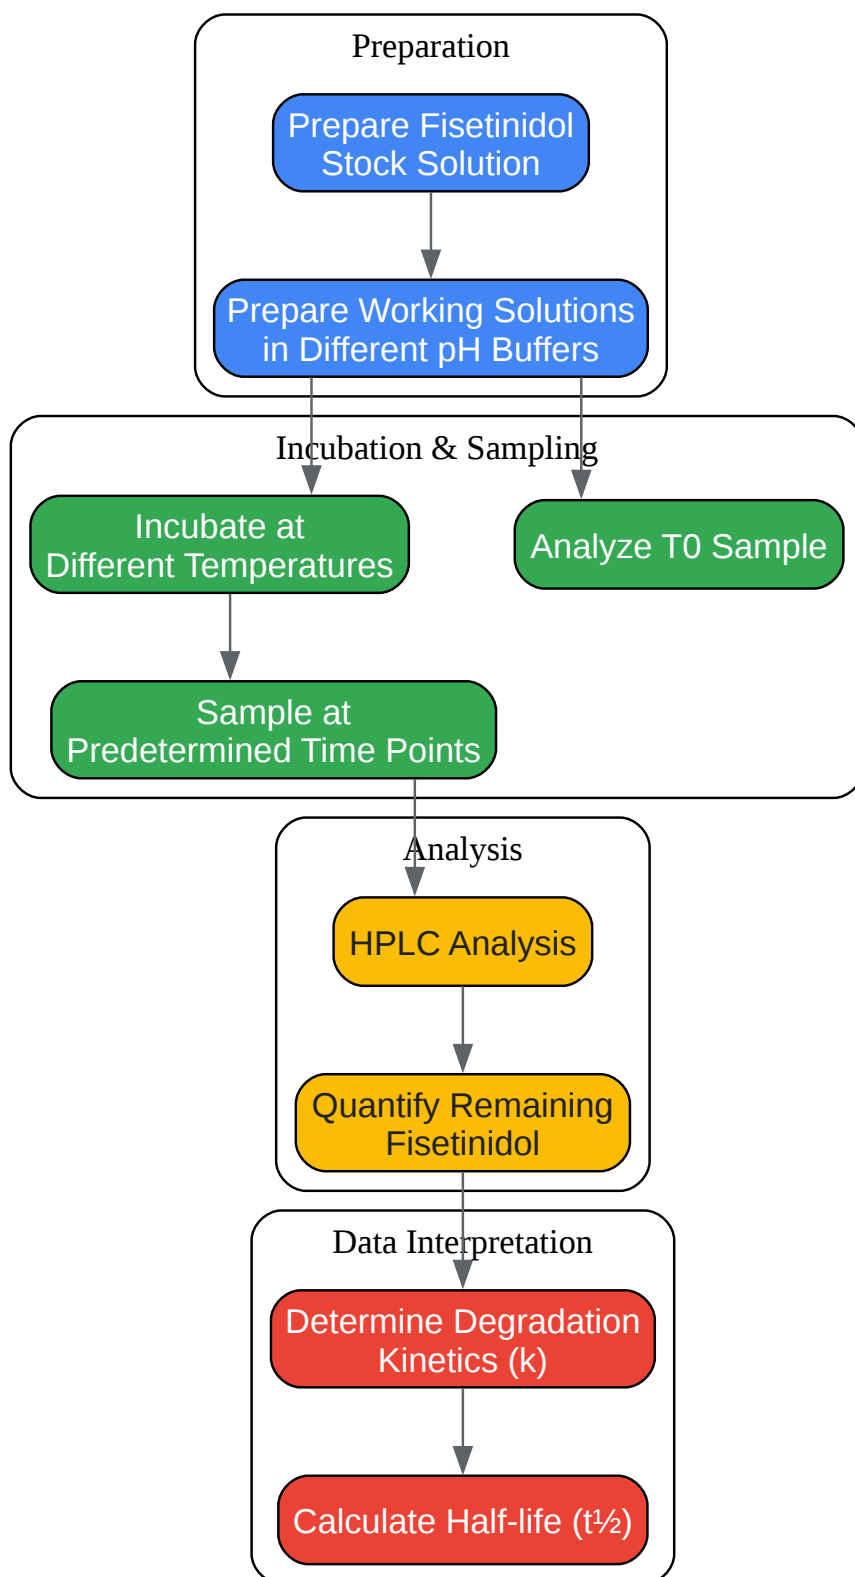 Preparation
Prepare Fisetinidol
Stock Solution
Prepare Working Solutions
in Different pH Buffers
Incubation & Sampling
Incubate at
Different Temperatures
Analyze T0 Sample
Sample at
Predetermined Time Points
Analysis
HPLC Analysis
Quantify Remaining
Fisetinidol
Data Interpretation
Determine Degradation
Kinetics (k)
Calculate Half-life (t½)